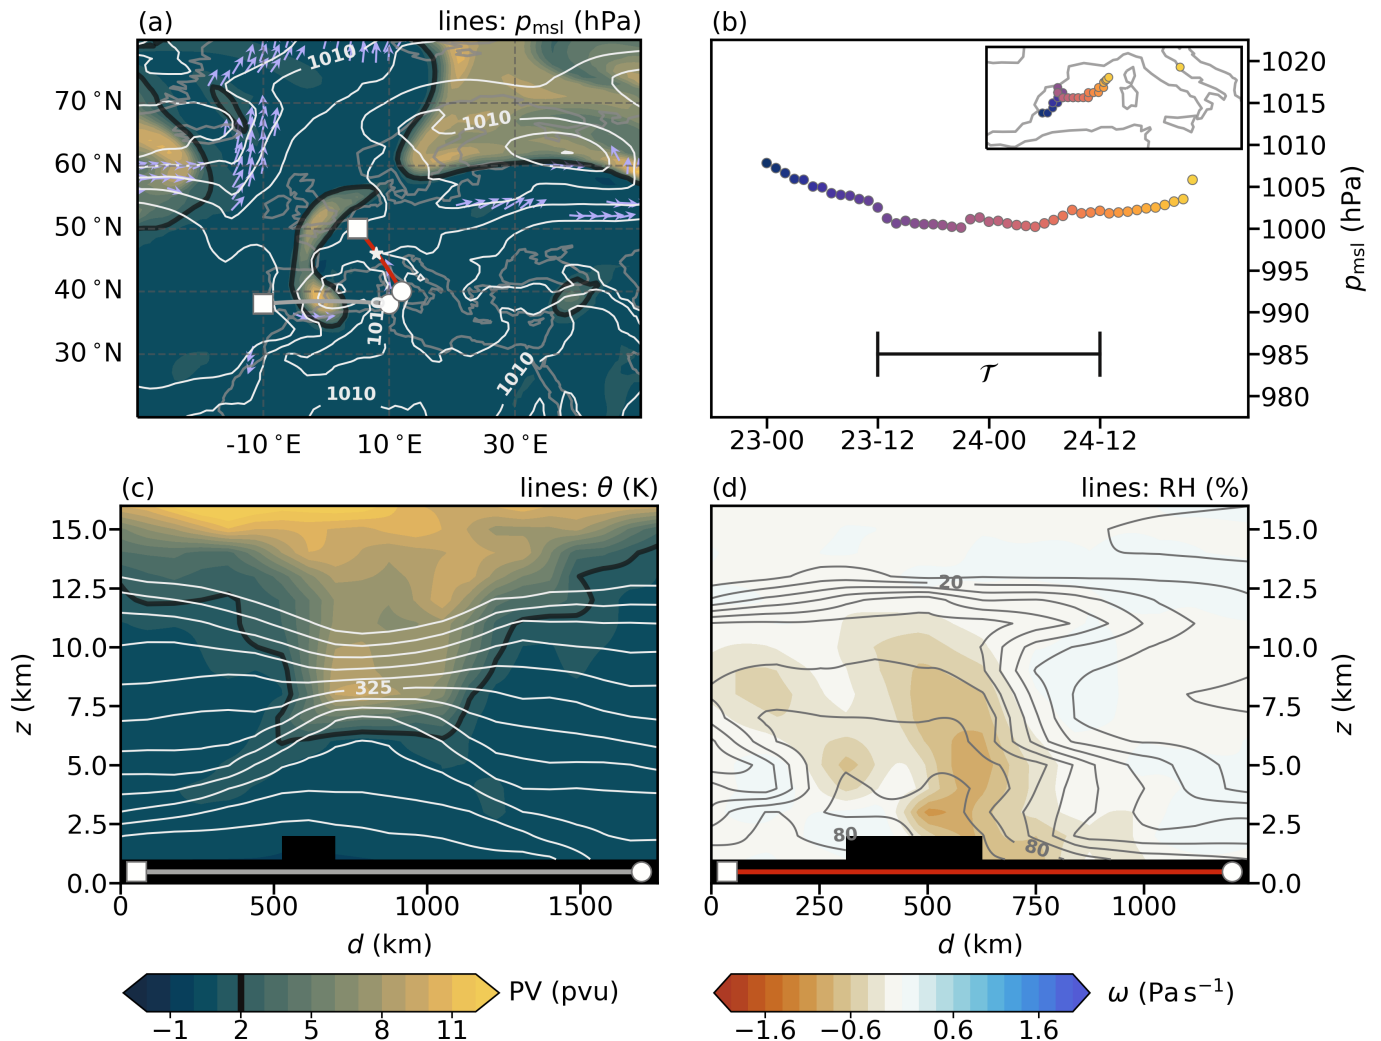 (a) lines: pmsl (hPa)
1010
1010
1010
1010
1010
70°N
60°N
50°N
40°N
30°N
-10°E 10°E 30°E
(b)
1020
1015
1010
1005
1000
995
990
985
980
pmsl (hPa)
𝒯
23-00 23-12 24-00 24-12
(c) lines: θ (K)
15.0
12.5
10.0
7.5
5.0
2.5
0.0
z (km)
325
0 500 1000 1500
d (km)
(d) lines: RH (%)
20
80
80
15.0
12.5
10.0
7.5
5.0
2.5
0.0
z (km)
0 250 500 750 1000
d (km)
PV (pvu)
−1 2 5 8 11
ω (Pa s⁻¹)
−1.6 −0.6 0.6 1.6